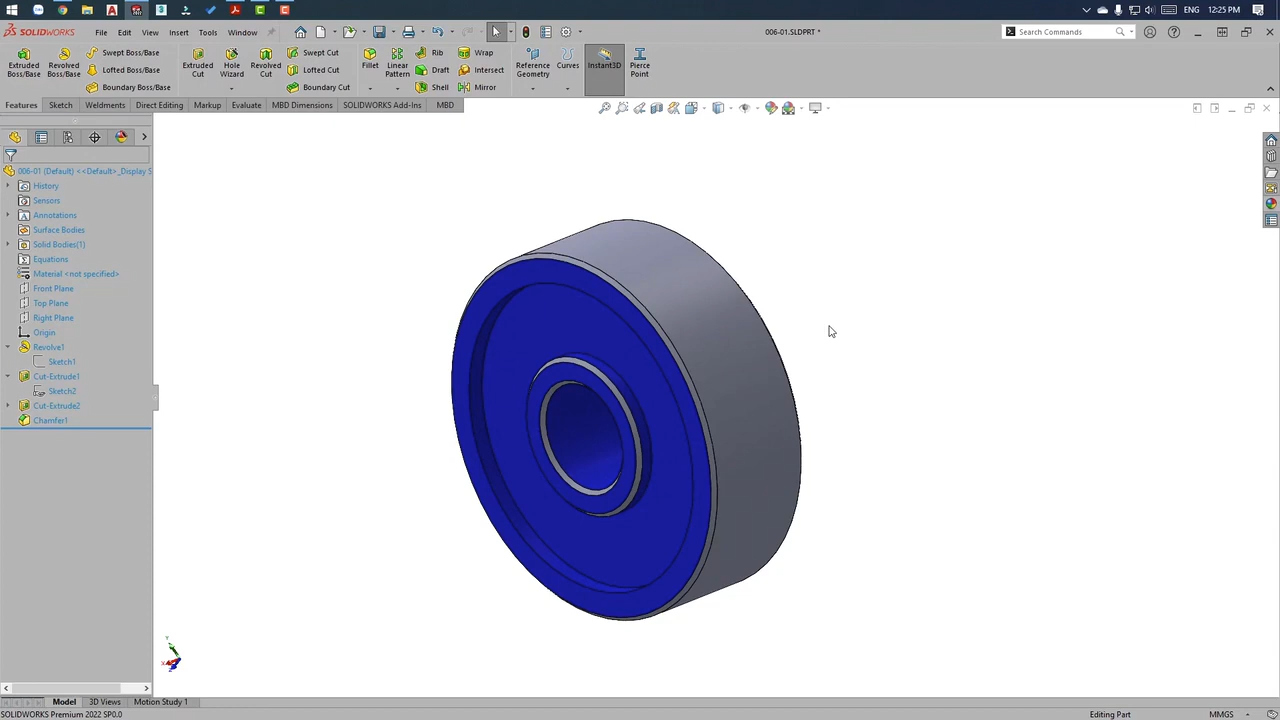 ENG 12:25 PM
SOLIDWORKS File Edit View Insert Tools Window 006-01.SLDPRT * Search Commands
Extruded Boss/Base
Revolved Boss/Base
Swept Boss/Base
Lofted Boss/Base
Boundary Boss/Base
Extruded Cut
Hole Wizard
Revolved Cut
Swept Cut
Lofted Cut
Boundary Cut
Fillet
Linear Pattern
Rib
Draft
Shell
Wrap
Intersect
Mirror
Reference Geometry
Curves
Instant3D
Pierce Point
Features Sketch Weldments Direct Editing Markup Evaluate MBD Dimensions SOLIDWORKS Add-Ins MBD
006-01 (Default) <<Default>_Display S
History
Sensors
Annotations
Surface Bodies
Solid Bodies(1)
Equations
Material <not specified>
Front Plane
Top Plane
Right Plane
Origin
Revolve1
Sketch1
Cut-Extrude1
Sketch2
Cut-Extrude2
Chamfer1
Y
X
Z
Model 3D Views Motion Study 1
SOLIDWORKS Premium 2022 SP0.0 Editing Part MMGS